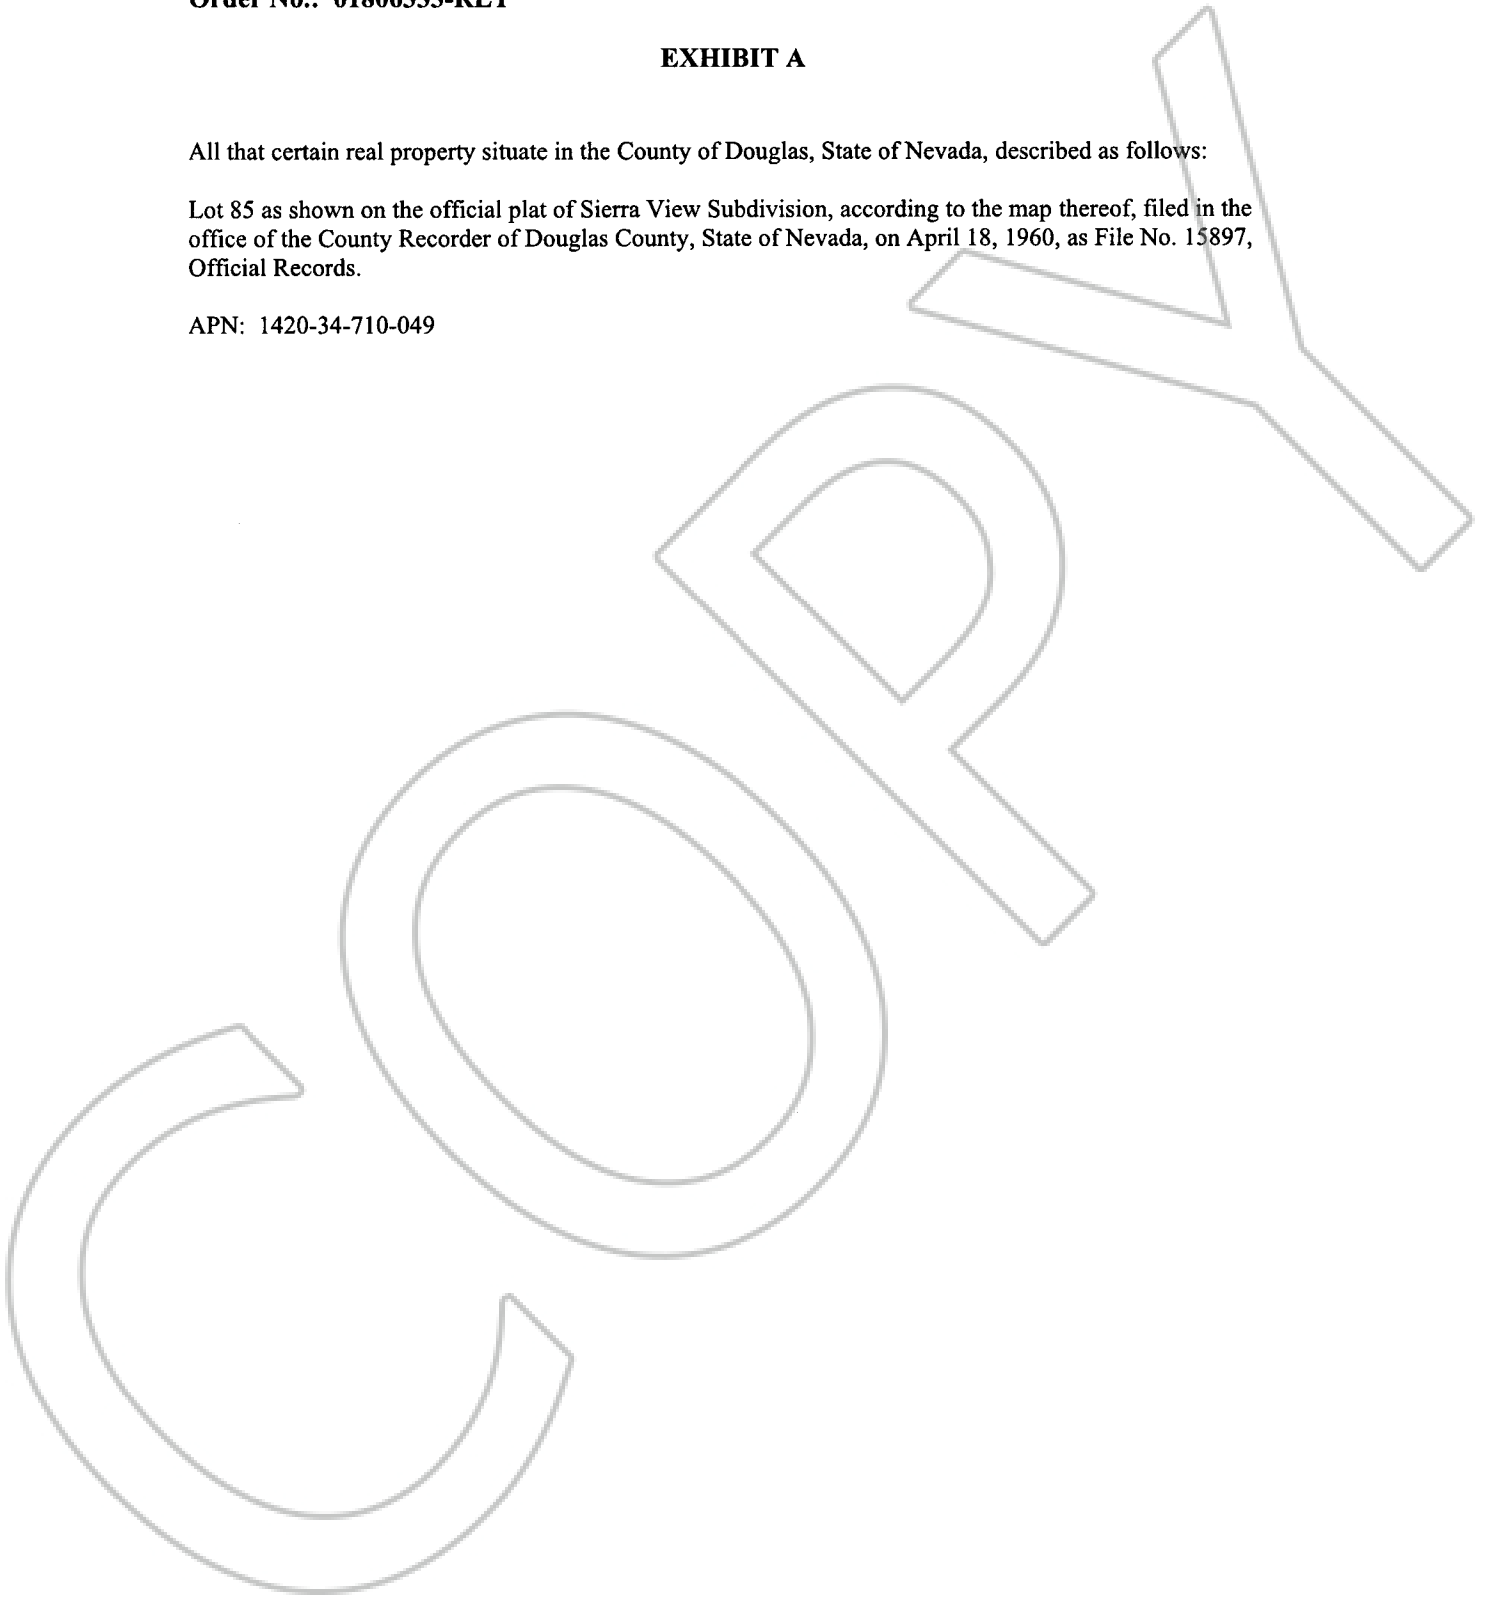 Order No.:
EXHIBIT A
All that certain real property situate in the County of Douglas, State of Nevada, described as follows:
Lot 85 as shown on the official plat of Sierra View Subdivision, according to the map thereof, filed in the
office of the County Recorder of Douglas County, State of Nevada, on April 18, 1960, as File No. 15897,
Official Records.
APN: 1420-34-710-049
COPY